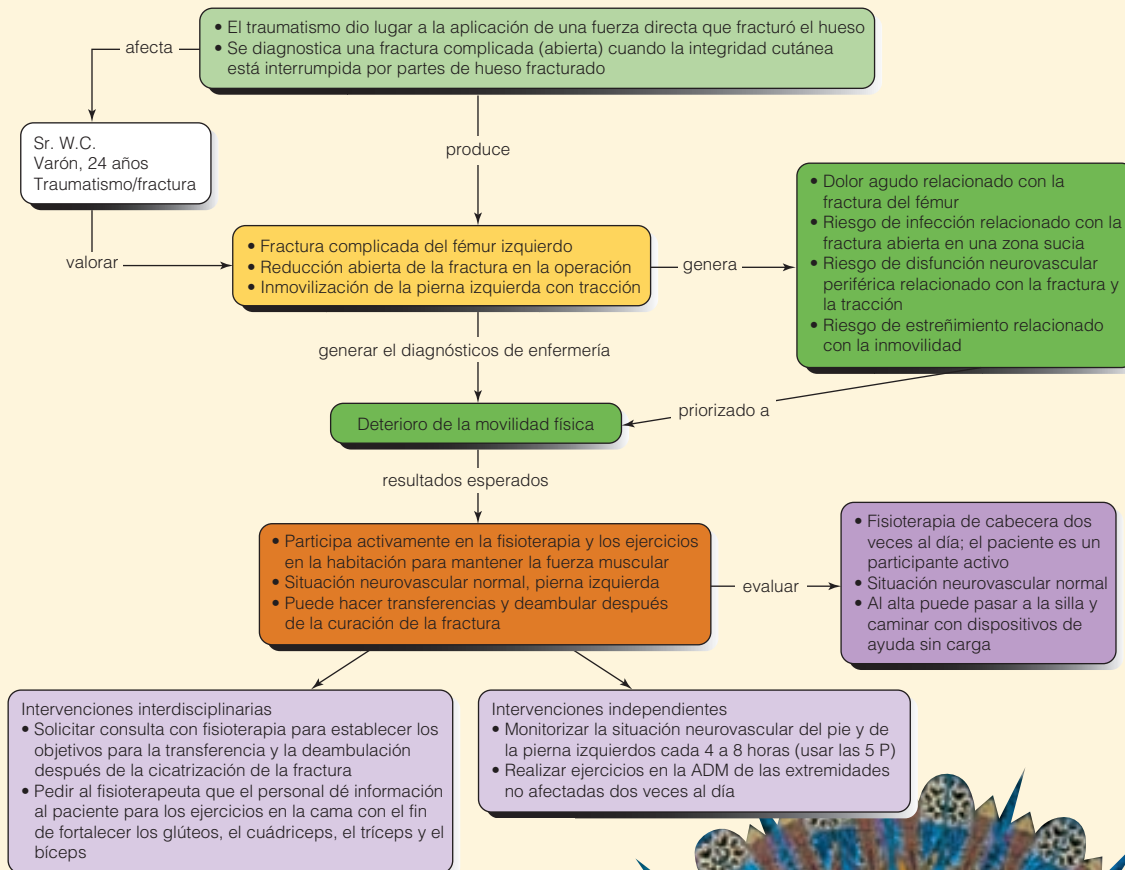 • El traumatismo dio lugar a la aplicación de una fuerza directa que fracturó el hueso
• Se diagnostica una fractura complicada (abierta) cuando la integridad cutánea
está interrumpida por partes de hueso fracturado
afecta
Sr. W.C.
Varón, 24 años
Traumatismo/fractura
produce
valorar
• Fractura complicada del fémur izquierdo
• Reducción abierta de la fractura en la operación
• Inmovilización de la pierna izquierda con tracción
genera
• Dolor agudo relacionado con la
fractura del fémur
• Riesgo de infección relacionado con la
fractura abierta en una zona sucia
• Riesgo de disfunción neurovascular
periférica relacionado con la fractura y
la tracción
• Riesgo de estreñimiento relacionado
con la inmovilidad
generar el diagnósticos de enfermería
priorizado a
Deterioro de la movilidad física
resultados esperados
• Participa activamente en la fisioterapia y los ejercicios
en la habitación para mantener la fuerza muscular
• Situación neurovascular normal, pierna izquierda
• Puede hacer transferencias y deambular después
de la curación de la fractura
evaluar
• Fisioterapia de cabecera dos
veces al día; el paciente es un
participante activo
• Situación neurovascular normal
• Al alta puede pasar a la silla y
caminar con dispositivos de
ayuda sin carga
Intervenciones interdisciplinarias
• Solicitar consulta con fisioterapia para establecer los
objetivos para la transferencia y la deambulación
después de la cicatrización de la fractura
• Pedir al fisioterapeuta que el personal dé información
al paciente para los ejercicios en la cama con el fin
de fortalecer los glúteos, el cuádriceps, el tríceps y el
bíceps
Intervenciones independientes
• Monitorizar la situación neurovascular del pie y de
la pierna izquierdos cada 4 a 8 horas (usar las 5 P)
• Realizar ejercicios en la ADM de las extremidades
no afectadas dos veces al día